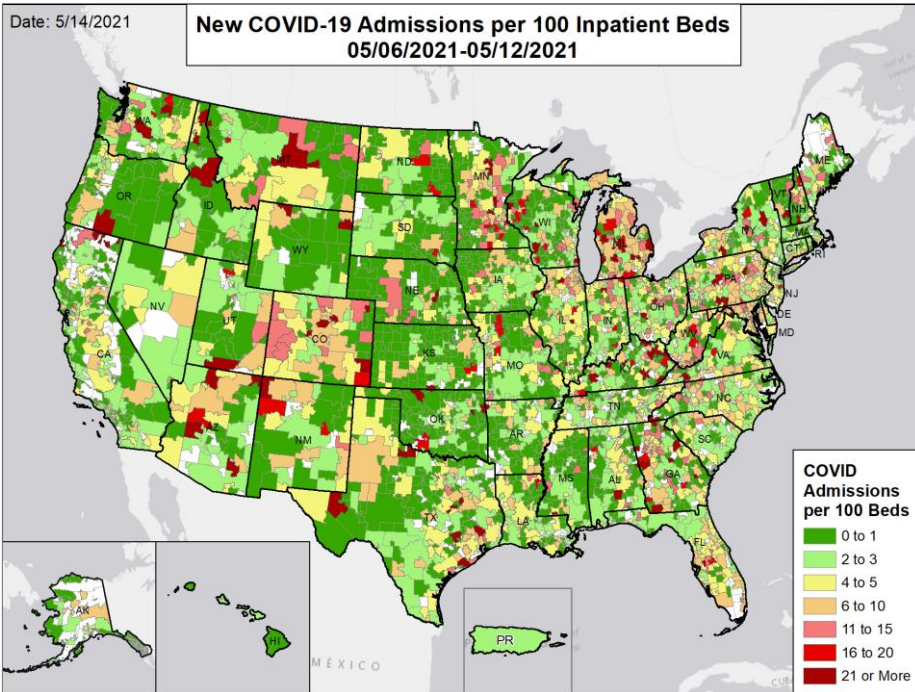 Date: 5/14/2021
New COVID-19 Admissions per 100 Inpatient Beds
05/06/2021-05/12/2021
WA
MT
ND
MN
ME
OR
ID
SD
WI
MI
VT
NH
NY
MA
CT
RI
WY
IA
NE
PA
NJ
NV
UT
CO
IL
IN
OH
DE
MD
CA
KS
MO
WV
VA
KY
AZ
NM
OK
AR
TN
NC
SC
TX
LA
MS
AL
GA
FL
AK
HI
PR
MÉXICO
CUBA
COVID
Admissions
per 100 Beds
0 to 1
2 to 3
4 to 5
6 to 10
11 to 15
16 to 20
21 or More